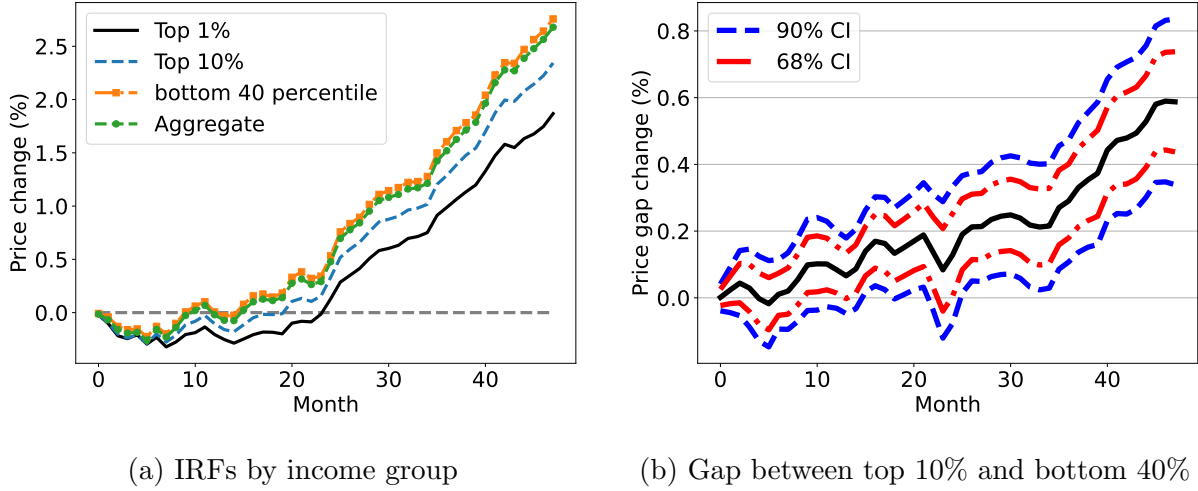 Top 1%
Top 10%
bottom 40 percentile
Aggregate
Price change (%)
2.5
2.0
1.5
1.0
0.5
0.0
0 10 20 30 40
Month
(a) IRFs by income group
90% CI
68% CI
Price gap change (%)
0.8
0.6
0.4
0.2
0.0
0 10 20 30 40
Month
(b) Gap between top 10% and bottom 40%